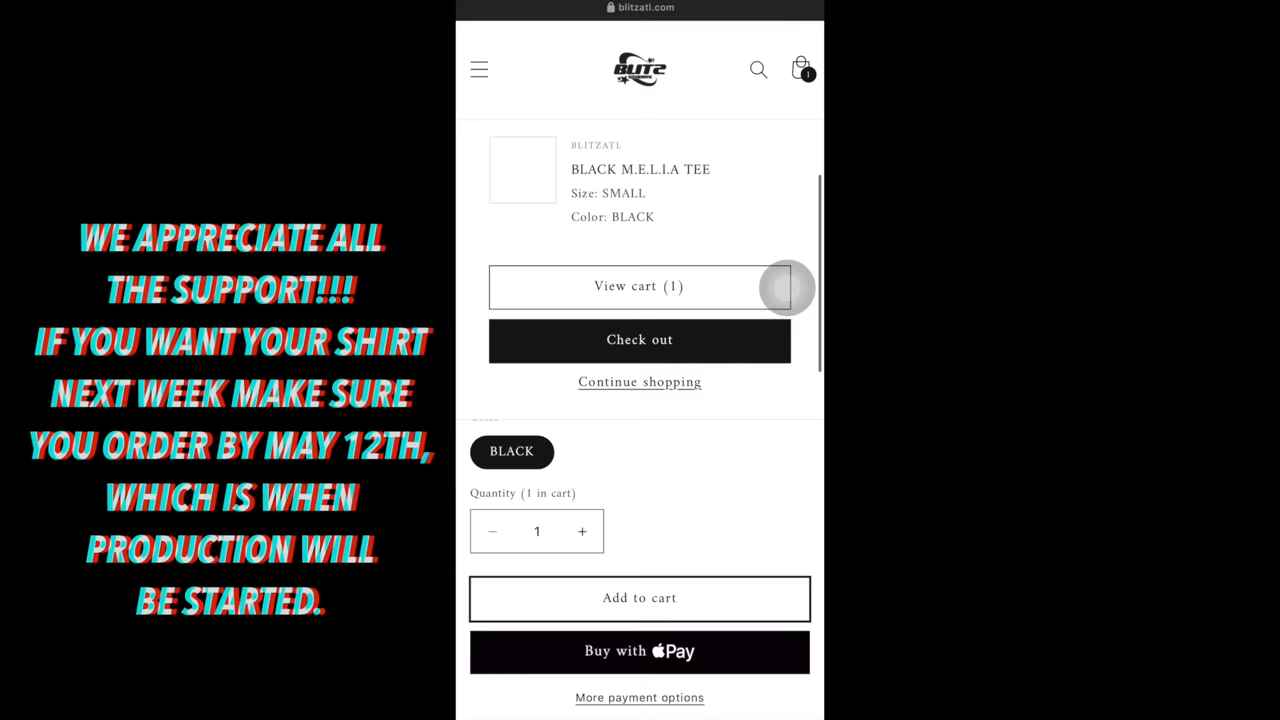 WE APPRECIATE ALL
THE SUPPORT!!!
IF YOU WANT YOUR SHIRT
NEXT WEEK MAKE SURE
YOU ORDER BY MAY 12TH,
WHICH IS WHEN
PRODUCTION WILL
BE STARTED.
blitzatl.com
BLITZ
1
BLITZATL
BLACK M.E.L.I.A TEE
Size: SMALL
Color: BLACK
View cart (1)
Check out
Continue shopping
BLACK
Quantity (1 in cart)
− 1 +
Add to cart
Buy with Pay
More payment options